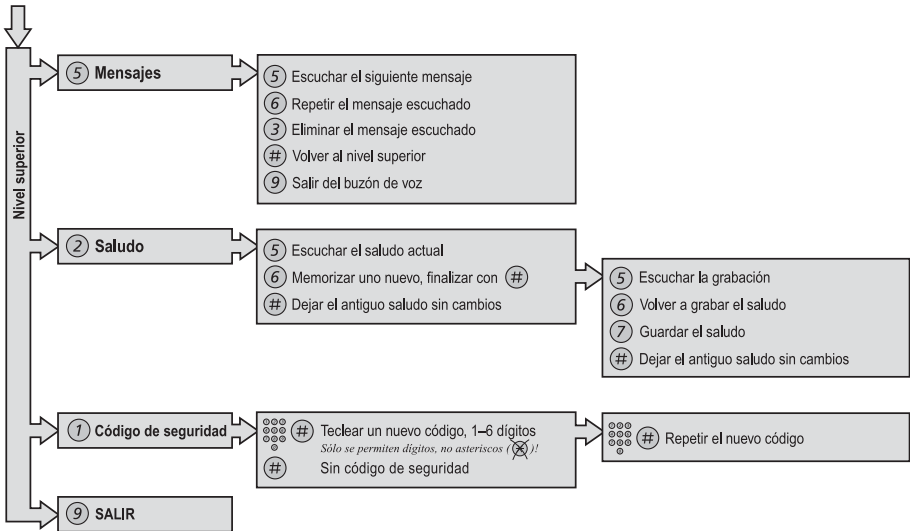 Nivel superior
5 Mensajes
5 Escuchar el siguiente mensaje
6 Repetir el mensaje escuchado
3 Eliminar el mensaje escuchado
# Volver al nivel superior
9 Salir del buzón de voz
2 Saludo
5 Escuchar el saludo actual
6 Memorizar uno nuevo, finalizar con #
# Dejar el antiguo saludo sin cambios
5 Escuchar la grabación
6 Volver a grabar el saludo
7 Guardar el saludo
# Dejar el antiguo saludo sin cambios
1 Código de seguridad
# Teclear un nuevo código, 1–6 dígitos
Sólo se permiten dígitos, no asteriscos (*)!
# Sin código de seguridad
# Repetir el nuevo código
9 SALIR